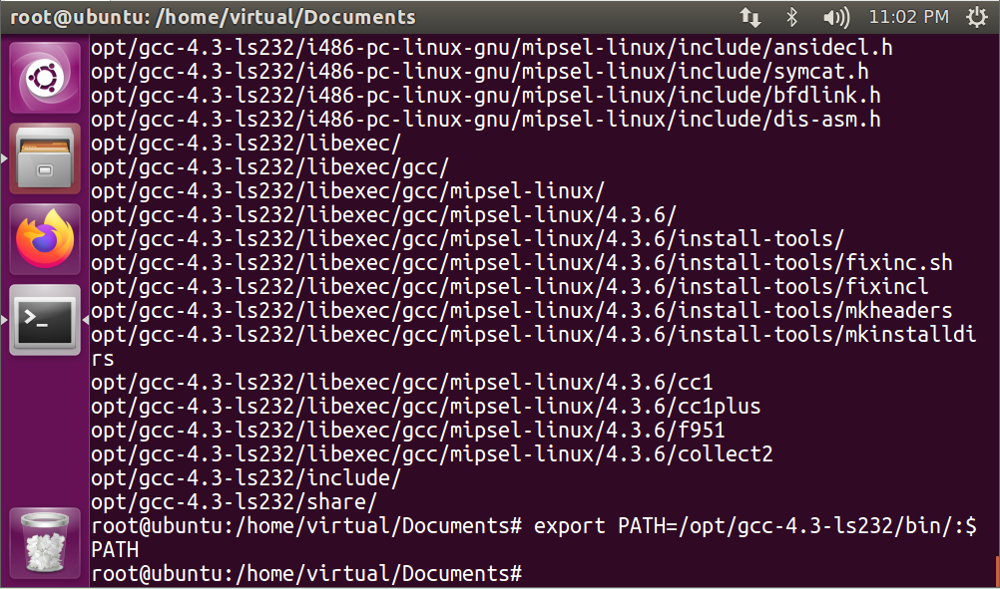 root@ubuntu: /home/virtual/Documents
11:02 PM
opt/gcc-4.3-ls232/i486-pc-linux-gnu/mipsel-linux/include/ansidecl.h
opt/gcc-4.3-ls232/i486-pc-linux-gnu/mipsel-linux/include/symcat.h
opt/gcc-4.3-ls232/i486-pc-linux-gnu/mipsel-linux/include/bfdlink.h
opt/gcc-4.3-ls232/i486-pc-linux-gnu/mipsel-linux/include/dis-asm.h
opt/gcc-4.3-ls232/libexec/
opt/gcc-4.3-ls232/libexec/gcc/
opt/gcc-4.3-ls232/libexec/gcc/mipsel-linux/
opt/gcc-4.3-ls232/libexec/gcc/mipsel-linux/4.3.6/
opt/gcc-4.3-ls232/libexec/gcc/mipsel-linux/4.3.6/install-tools/
opt/gcc-4.3-ls232/libexec/gcc/mipsel-linux/4.3.6/install-tools/fixinc.sh
opt/gcc-4.3-ls232/libexec/gcc/mipsel-linux/4.3.6/install-tools/fixincl
opt/gcc-4.3-ls232/libexec/gcc/mipsel-linux/4.3.6/install-tools/mkheaders
opt/gcc-4.3-ls232/libexec/gcc/mipsel-linux/4.3.6/install-tools/mkinstalldi
rs
opt/gcc-4.3-ls232/libexec/gcc/mipsel-linux/4.3.6/cc1
opt/gcc-4.3-ls232/libexec/gcc/mipsel-linux/4.3.6/cc1plus
opt/gcc-4.3-ls232/libexec/gcc/mipsel-linux/4.3.6/f951
opt/gcc-4.3-ls232/libexec/gcc/mipsel-linux/4.3.6/collect2
opt/gcc-4.3-ls232/include/
opt/gcc-4.3-ls232/share/
root@ubuntu:/home/virtual/Documents# export PATH=/opt/gcc-4.3-ls232/bin/:$
PATH
root@ubuntu:/home/virtual/Documents#